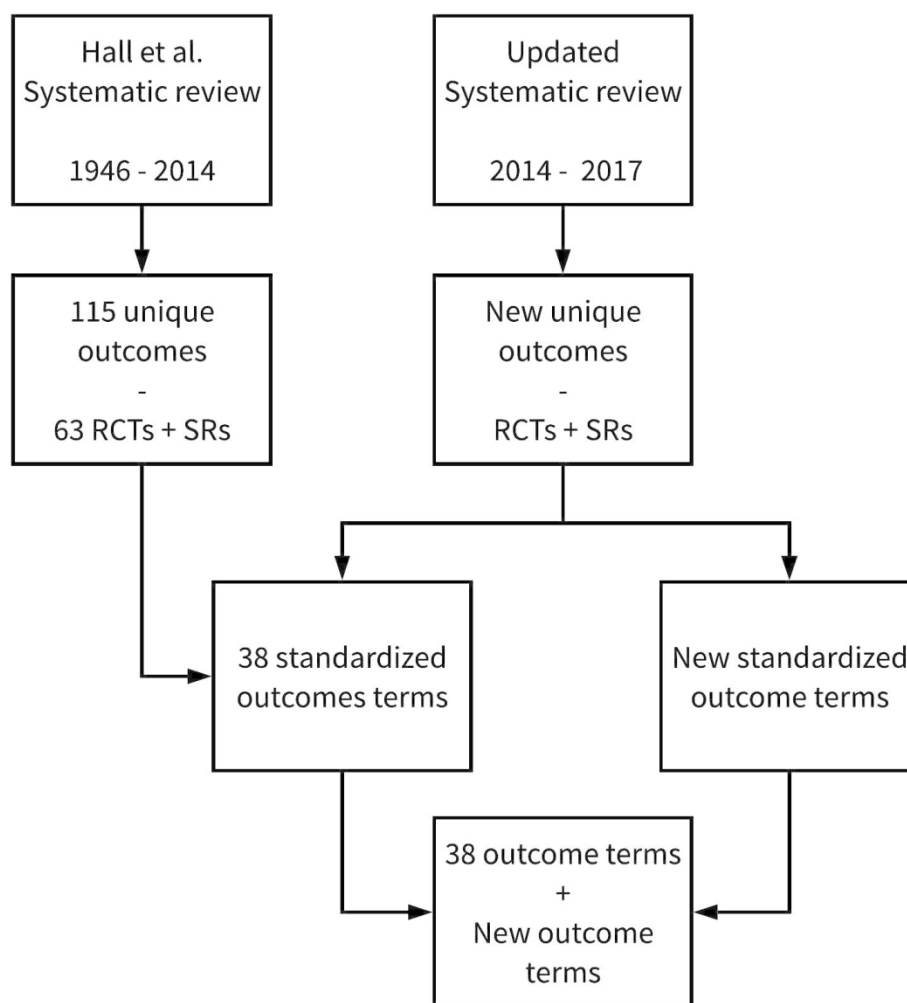 Hall et al.
Systematic review
1946 - 2014
Updated
Systematic review
2014 - 2017
115 unique
outcomes
-
63 RCTs + SRs
New unique
outcomes
-
RCTs + SRs
38 standardized
outcomes terms
New standardized
outcome terms
38 outcome terms
+
New outcome
terms